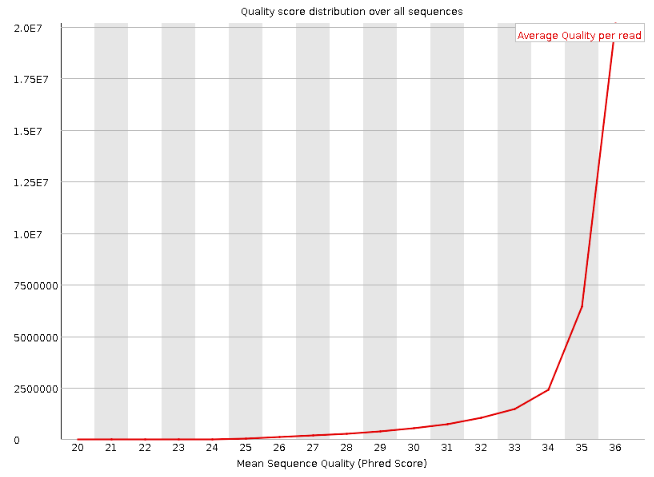 Quality score distribution over all sequences
Average Quality per read
2.0E7
1.75E7
1.5E7
1.25E7
1.0E7
7500000
5000000
2500000
0
20 21 22 23 24 25 26 27 28 29 30 31 32 33 34 35 36
Mean Sequence Quality (Phred Score)